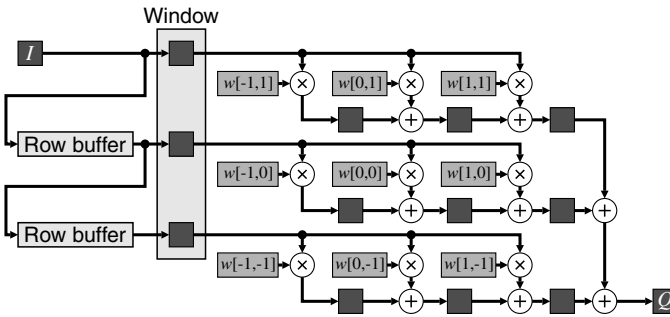 Window
I
w[-1,1] × w[0,1] × w[1,1] ×
+ +
Row buffer
w[-1,0] × w[0,0] × w[1,0] ×
+ + +
Row buffer
w[-1,-1] × w[0,-1] × w[1,-1] ×
+ + + Q